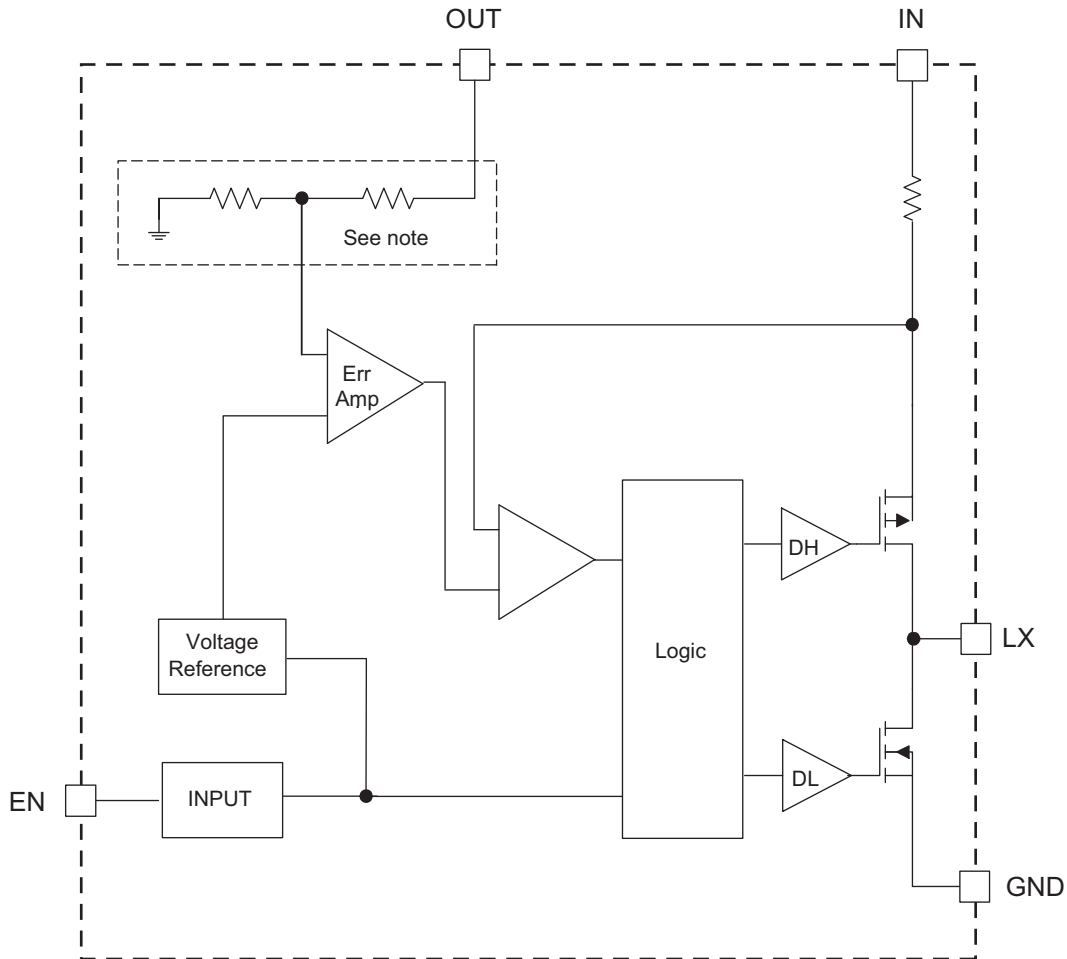 OUT
IN
See note
Err
Amp
DH
Voltage
Reference
Logic
LX
EN
INPUT
DL
GND